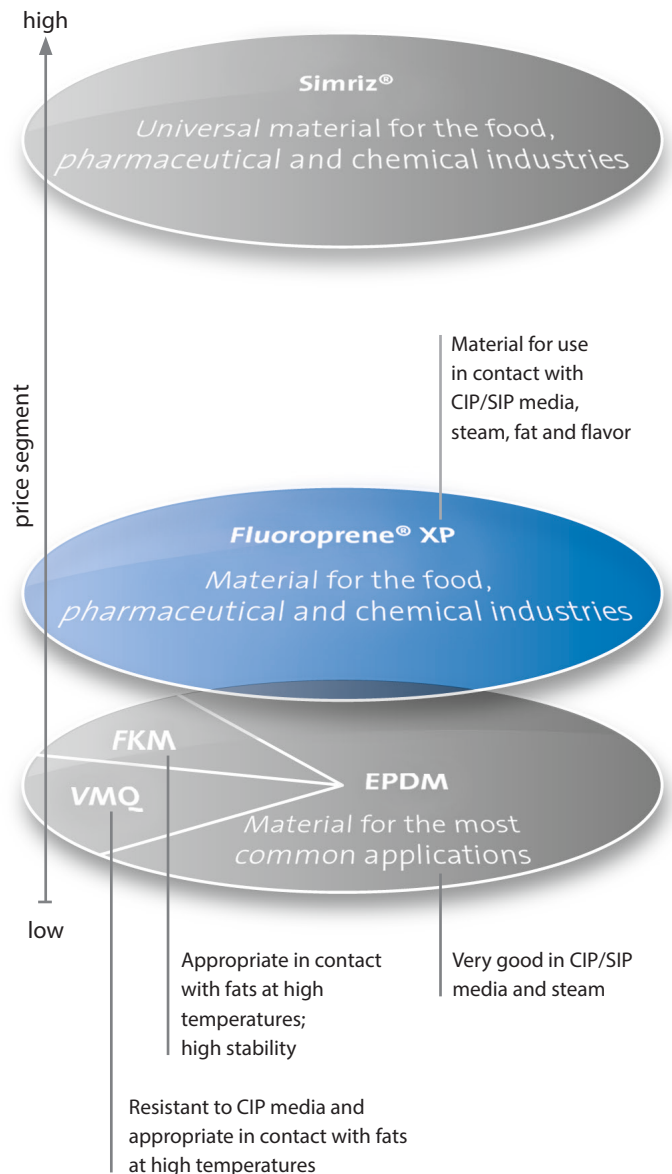 high
Simriz®
Universal material for the food,
pharmaceutical and chemical industries
Material for use
in contact with
CIP/SIP media,
steam, fat and flavor
price segment
Fluoroprene® XP
Material for the food,
pharmaceutical and chemical industries
FKM
VMQ
EPDM
Material for the most
common applications
low
Appropriate in contact
with fats at high
temperatures;
high stability
Very good in CIP/SIP
media and steam
Resistant to CIP media and
appropriate in contact with fats
at high temperatures